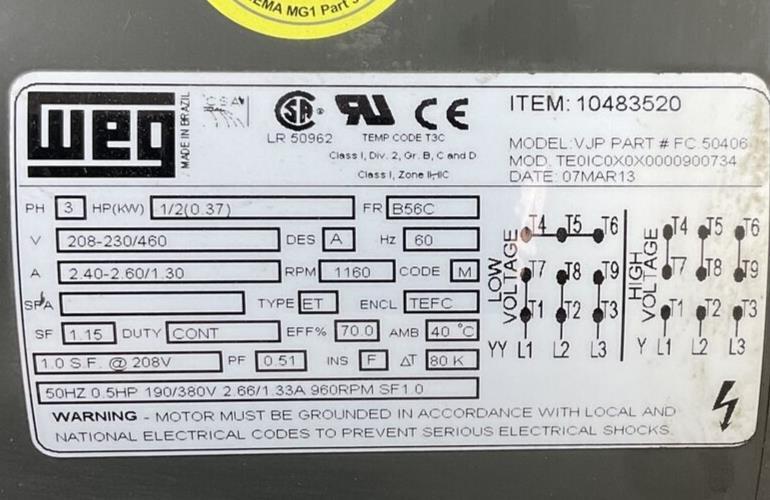 EMA MG1 Part 3
WEG
MADE IN BRAZIL
CSA
LR 50962
TEMP CODE T3C
Class I, Div. 2, Gr. B, C and D
Class I, Zone II-IIC
ITEM: 10483520
MODEL: VJP PART # FC 50406
MOD. TE0IC0X0X0000900734
DATE: 07MAR13
PH 3 HP(kW) 1/2(0.37) FR B56C
V 208-230/460 DES A Hz 60
A 2.40-2.60/1.30 RPM 1160 CODE M
SFA TYPE ET ENCL TEFC
SF 1.15 DUTY CONT EFF% 70.0 AMB 40 °C
1.0 S.F. @ 208V PF 0.51 INS F ΔT 80 K
50HZ 0.5HP 190/380V 2.66/1.33A 960RPM SF1.0
LOW VOLTAGE
T4 T5 T6
T7 T8 T9
T1 T2 T3
YY L1 L2 L3
HIGH VOLTAGE
T4 T5 T6
T7 T8 T9
T1 T2 T3
Y L1 L2 L3
WARNING - MOTOR MUST BE GROUNDED IN ACCORDANCE WITH LOCAL AND
NATIONAL ELECTRICAL CODES TO PREVENT SERIOUS ELECTRICAL SHOCKS.